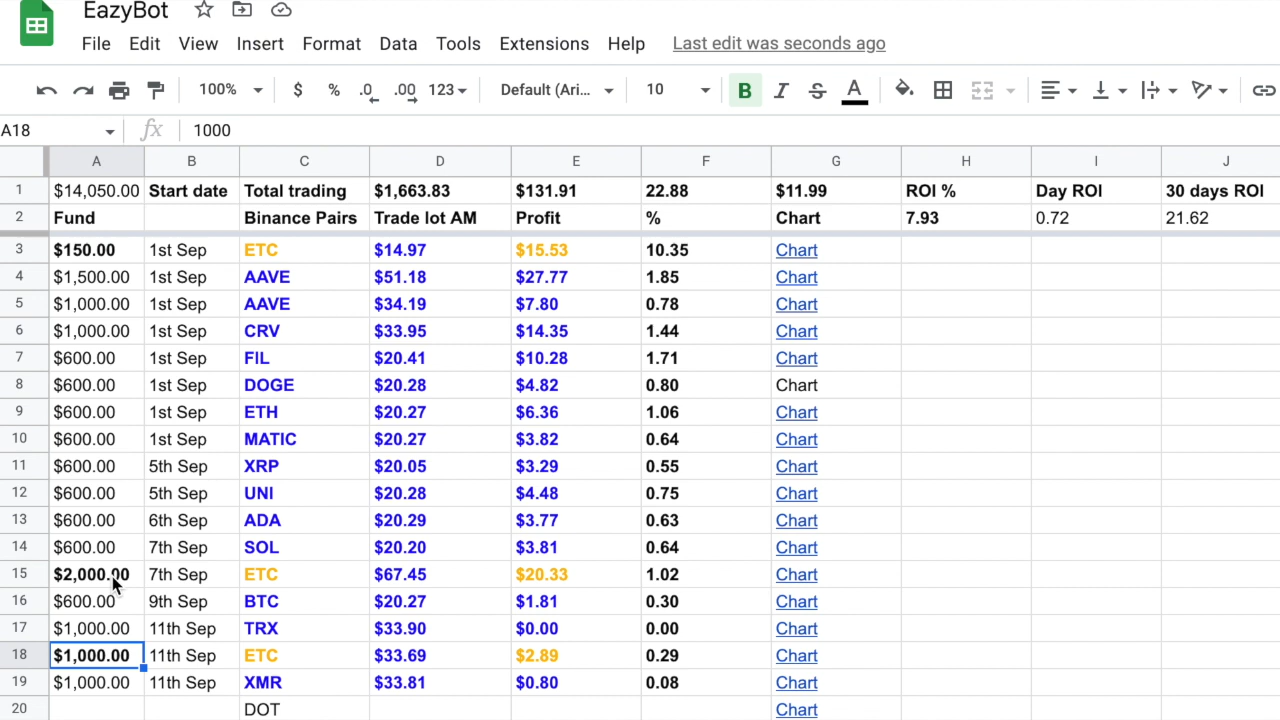 EazyBot
File Edit View Insert Format Data Tools Extensions Help Last edit was seconds ago
100% $ % .0 .00 123 Default (Ari... 10 B I S A
A18 fx 1000
A B C D E F G H I J
1 $14,050.00 Start date Total trading $1,663.83 $131.91 22.88 $11.99 ROI % Day ROI 30 days ROI
2 Fund Binance Pairs Trade lot AM Profit % Chart 7.93 0.72 21.62
3 $150.00 1st Sep ETC $14.97 $15.53 10.35 Chart
4 $1,500.00 1st Sep AAVE $51.18 $27.77 1.85 Chart
5 $1,000.00 1st Sep AAVE $34.19 $7.80 0.78 Chart
6 $1,000.00 1st Sep CRV $33.95 $14.35 1.44 Chart
7 $600.00 1st Sep FIL $20.41 $10.28 1.71 Chart
8 $600.00 1st Sep DOGE $20.28 $4.82 0.80 Chart
9 $600.00 1st Sep ETH $20.27 $6.36 1.06 Chart
10 $600.00 1st Sep MATIC $20.27 $3.82 0.64 Chart
11 $600.00 5th Sep XRP $20.05 $3.29 0.55 Chart
12 $600.00 5th Sep UNI $20.28 $4.48 0.75 Chart
13 $600.00 6th Sep ADA $20.29 $3.77 0.63 Chart
14 $600.00 7th Sep SOL $20.20 $3.81 0.64 Chart
15 $2,000.00 7th Sep ETC $67.45 $20.33 1.02 Chart
16 $600.00 9th Sep BTC $20.27 $1.81 0.30 Chart
17 $1,000.00 11th Sep TRX $33.90 $0.00 0.00 Chart
18 $1,000.00 11th Sep ETC $33.69 $2.89 0.29 Chart
19 $1,000.00 11th Sep XMR $33.81 $0.80 0.08 Chart
20 DOT Chart